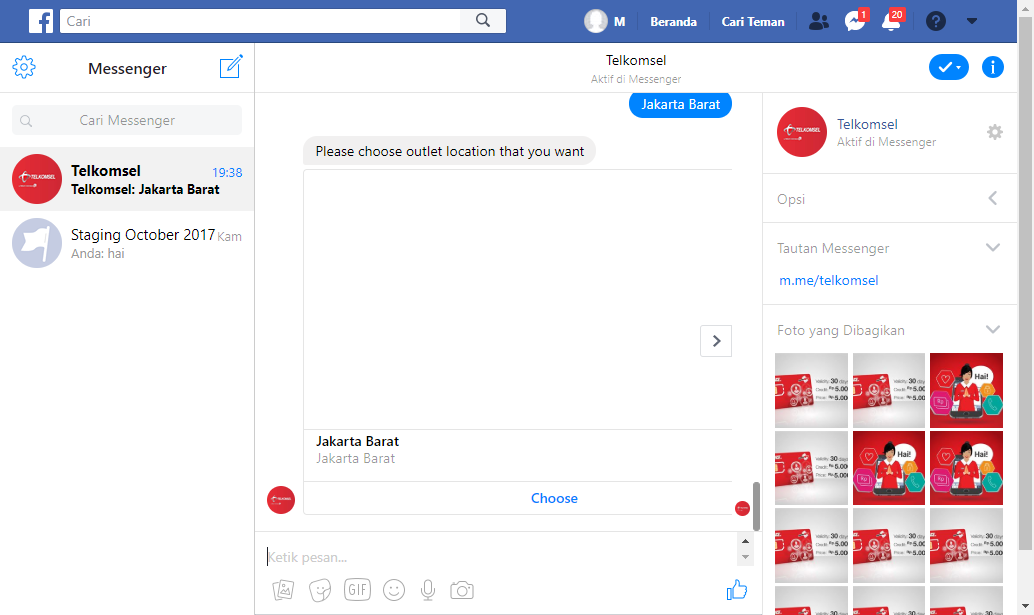 Cari
M
Beranda
Cari Teman
1
20
Messenger
Telkomsel
Aktif di Messenger
Cari Messenger
Telkomsel
19:38
Telkomsel: Jakarta Barat
Staging October 2017
Kam
Anda: hai
Jakarta Barat
Please choose outlet location that you want
Jakarta Barat
Jakarta Barat
Choose
Ketik pesan...
GIF
Telkomsel
Aktif di Messenger
Opsi
Tautan Messenger
m.me/telkomsel
Foto yang Dibagikan
Hai!
Hai!
Hai!